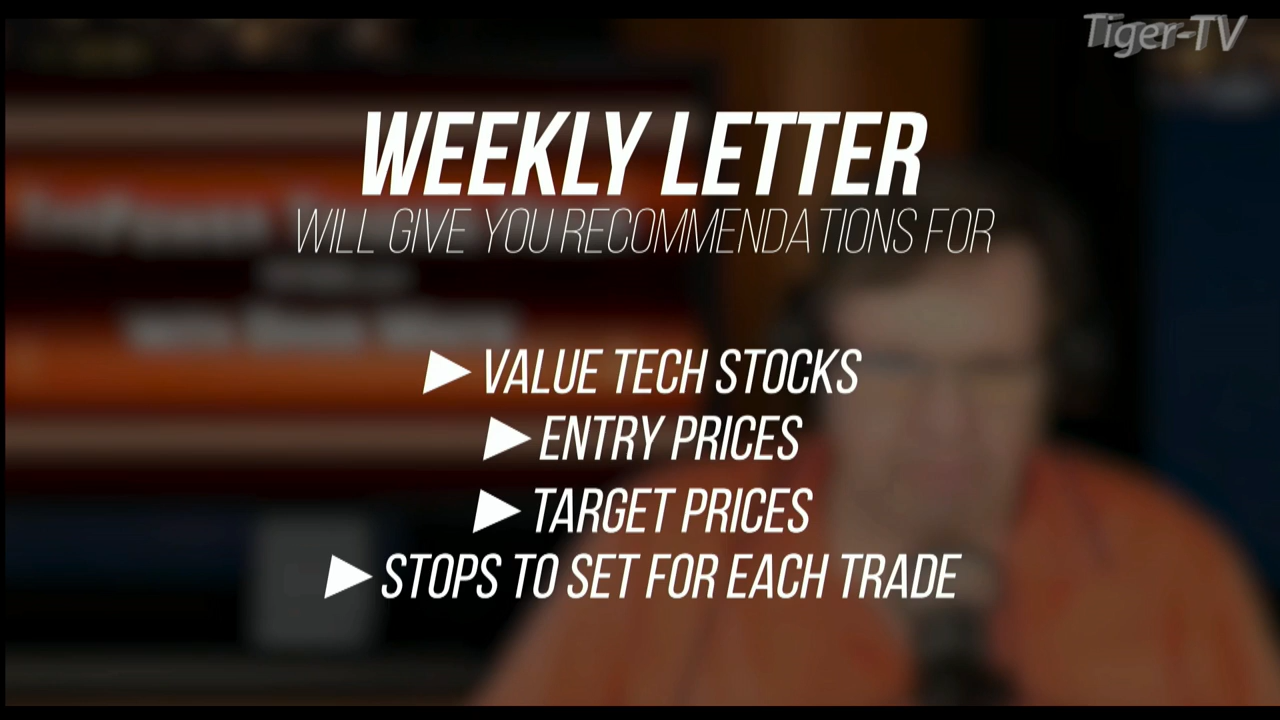 Tiger-TV
WEEKLY LETTER
WILL GIVE YOU RECOMMENDATIONS FOR
▶ VALUE TECH STOCKS
▶ ENTRY PRICES
▶ TARGET PRICES
▶ STOPS TO SET FOR EACH TRADE